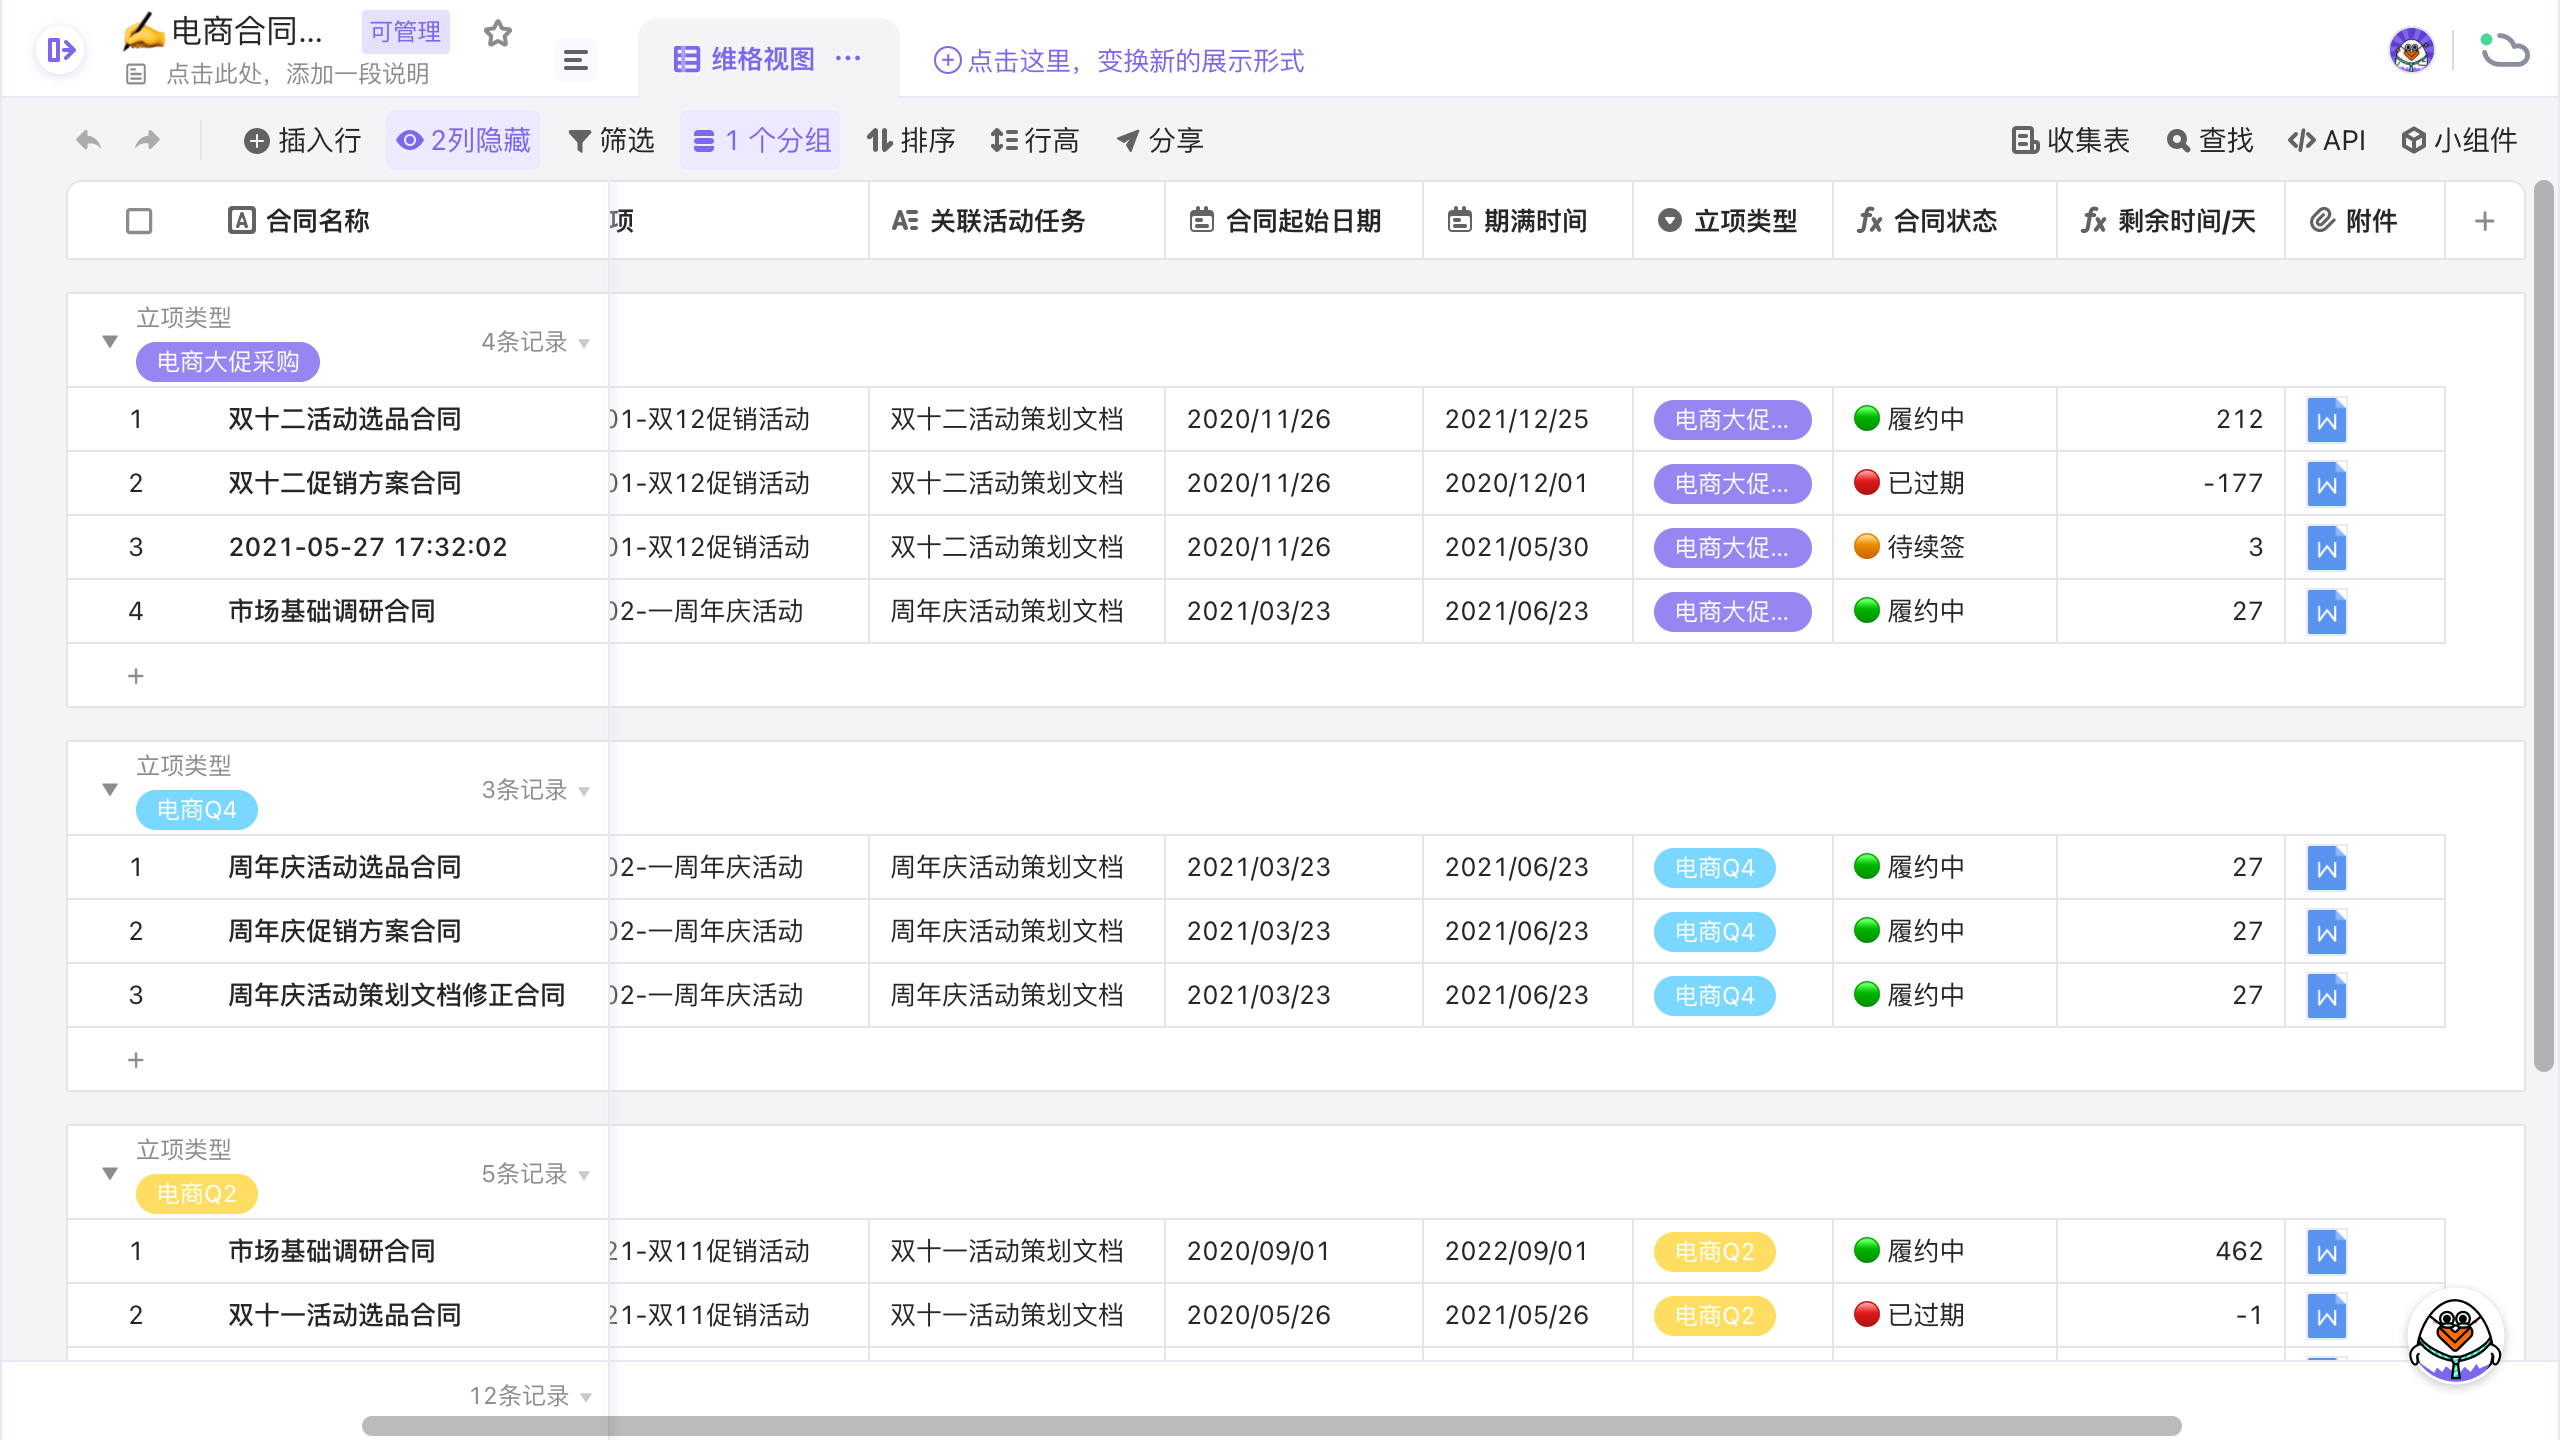 ✍️电商合同... 可管理
点击此处，添加一段说明
维格视图 ···
点击这里，变换新的展示形式
插入行 2列隐藏 筛选 1 个分组 排序 行高 分享 收集表 查找 API 小组件
合同名称 项 关联活动任务 合同起始日期 期满时间 立项类型 合同状态 剩余时间/天 附件 +
立项类型
电商大促采购 4条记录
1 双十二活动选品合同 01-双12促销活动 双十二活动策划文档 2020/11/26 2021/12/25 电商大促... 履约中 212
2 双十二促销方案合同 01-双12促销活动 双十二活动策划文档 2020/11/26 2020/12/01 电商大促... 已过期 -177
3 2021-05-27 17:32:02 01-双12促销活动 双十二活动策划文档 2020/11/26 2021/05/30 电商大促... 待续签 3
4 市场基础调研合同 02-一周年庆活动 周年庆活动策划文档 2021/03/23 2021/06/23 电商大促... 履约中 27
+
立项类型
电商Q4 3条记录
1 周年庆活动选品合同 02-一周年庆活动 周年庆活动策划文档 2021/03/23 2021/06/23 电商Q4 履约中 27
2 周年庆促销方案合同 02-一周年庆活动 周年庆活动策划文档 2021/03/23 2021/06/23 电商Q4 履约中 27
3 周年庆活动策划文档修正合同 02-一周年庆活动 周年庆活动策划文档 2021/03/23 2021/06/23 电商Q4 履约中 27
+
立项类型
电商Q2 5条记录
1 市场基础调研合同 21-双11促销活动 双十一活动策划文档 2020/09/01 2022/09/01 电商Q2 履约中 462
2 双十一活动选品合同 21-双11促销活动 双十一活动策划文档 2020/05/26 2021/05/26 电商Q2 已过期 -1
12条记录